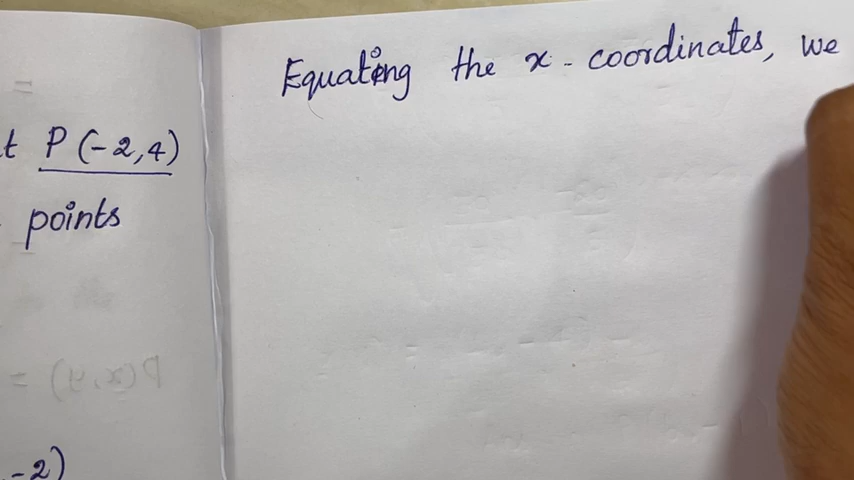 t P(-2,4)
points
, -2)
Equating the x - coordinates, we